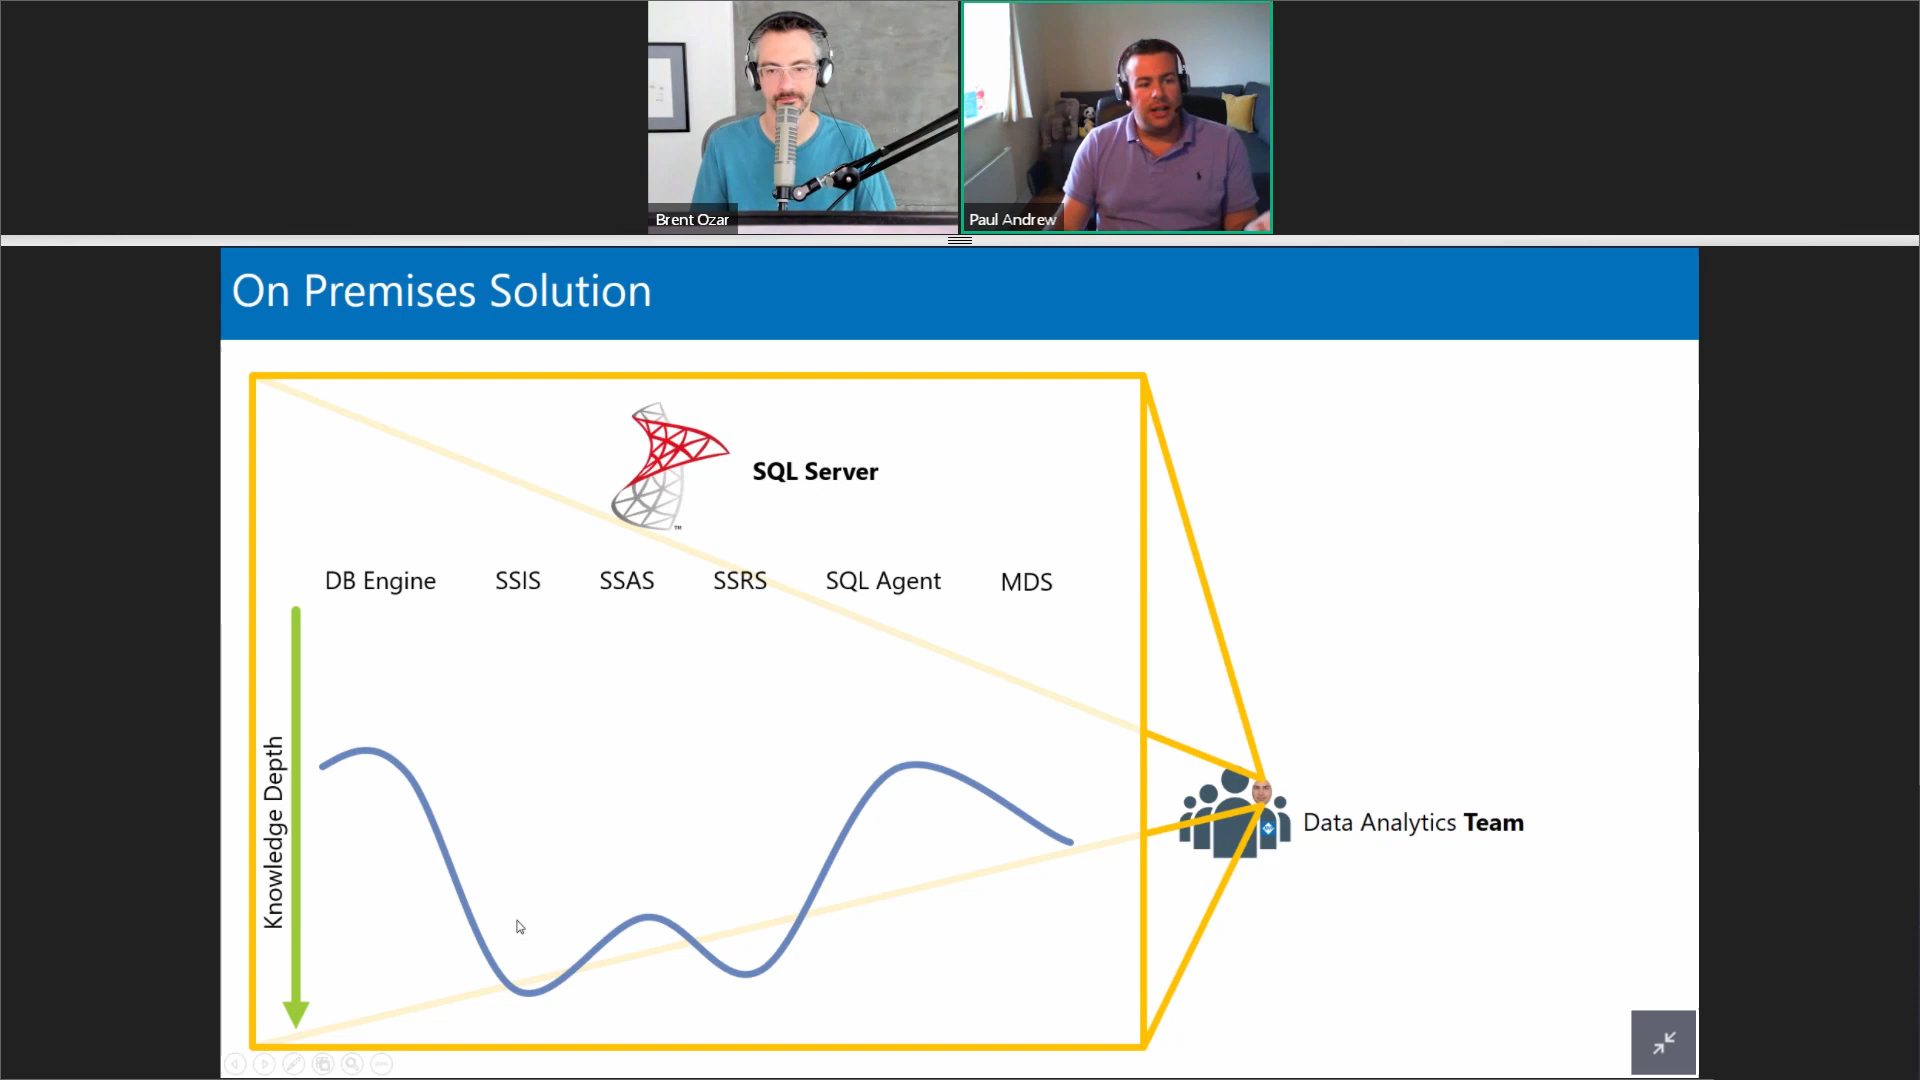 Brent Ozar
Paul Andrew
On Premises Solution
SQL Server
TM
DB Engine SSIS SSAS SSRS SQL Agent MDS
Knowledge Depth
Data Analytics Team